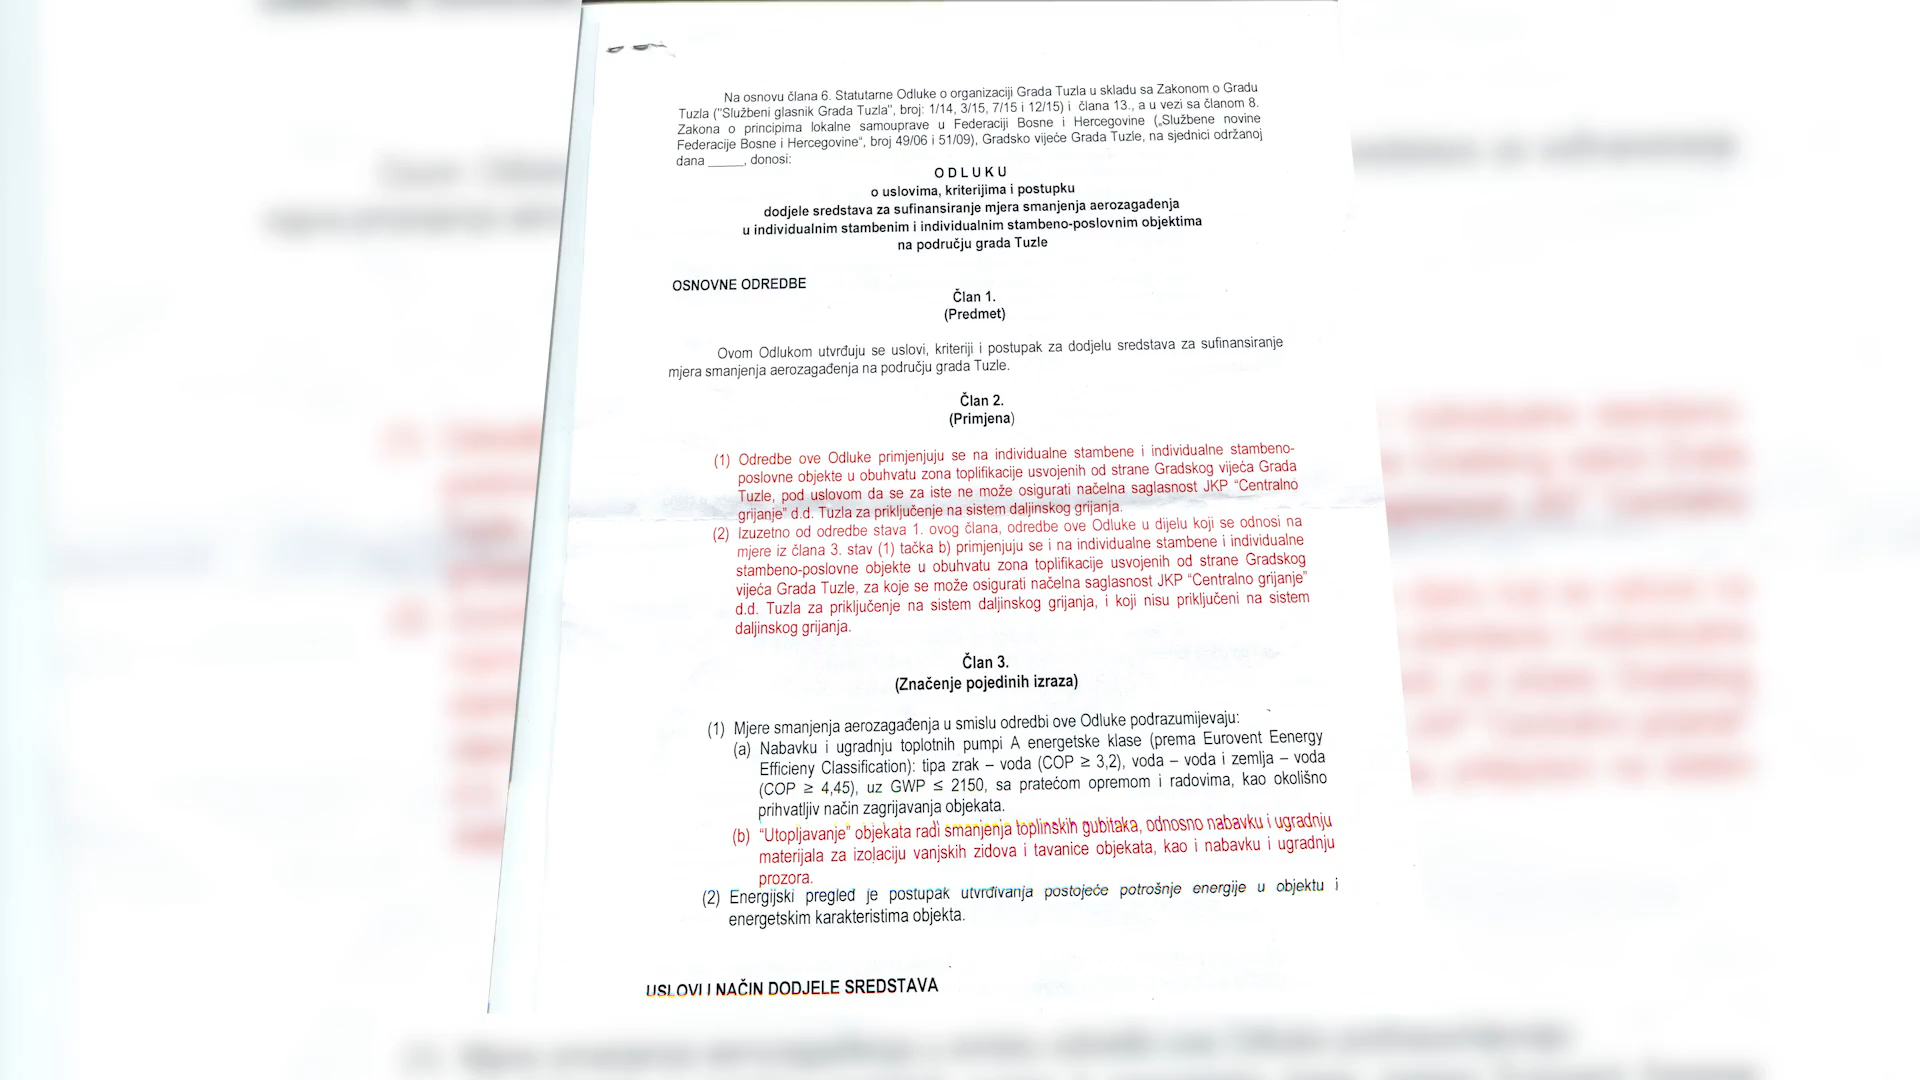 Na osnovu člana 6. Statutarne Odluke o organizaciji Grada Tuzla u skladu sa Zakonom o Gradu
Tuzla ("Službeni glasnik Grada Tuzla", broj: 1/14, 3/15, 7/15 i 12/15) i člana 13., a u vezi sa članom 8.
Zakona o principima lokalne samouprave u Federaciji Bosne i Hercegovine („Službene novine
Federacije Bosne i Hercegovine“, broj 49/06 i 51/09), Gradsko vijeće Grada Tuzle, na sjednici održanoj
dana _____, donosi:
O D L U K U
o uslovima, kriterijima i postupku
dodjele sredstava za sufinansiranje mjera smanjenja aerozagađenja
u individualnim stambenim i individualnim stambeno-poslovnim objektima
na području grada Tuzle
OSNOVNE ODREDBE
Član 1.
(Predmet)
Ovom Odlukom utvrđuju se uslovi, kriteriji i postupak za dodjelu sredstava za sufinansiranje
mjera smanjenja aerozagađenja na području grada Tuzle.
Član 2.
(Primjena)
(1) Odredbe ove Odluke primjenjuju se na individualne stambene i individualne stambeno-
poslovne objekte u obuhvatu zona toplifikacije usvojenih od strane Gradskog vijeća Grada
Tuzle, pod uslovom da se za iste ne može osigurati načelna saglasnost JKP “Centralno
grijanje” d.d. Tuzla za priključenje na sistem daljinskog grijanja.
(2) Izuzetno od odredbe stava 1. ovog člana, odredbe ove Odluke u dijelu koji se odnosi na
mjere iz člana 3. stav (1) tačka b) primjenjuju se i na individualne stambene i individualne
stambeno-poslovne objekte u obuhvatu zona toplifikacije usvojenih od strane Gradskog
vijeća Grada Tuzle, za koje se može osigurati načelna saglasnost JKP “Centralno grijanje”
d.d. Tuzla za priključenje na sistem daljinskog grijanja, i koji nisu priključeni na sistem
daljinskog grijanja.
Član 3.
(Značenje pojedinih izraza)
(1) Mjere smanjenja aerozagađenja u smislu odredbi ove Odluke podrazumijevaju:
(a) Nabavku i ugradnju toplotnih pumpi A energetske klase (prema Eurovent Eenergy
Efficieny Classification): tipa zrak – voda (COP ≥ 3,2), voda – voda i zemlja – voda
(COP ≥ 4,45), uz GWP ≤ 2150, sa pratećom opremom i radovima, kao okolišno
prihvatljiv način zagrijavanja objekata.
(b) “Utopljavanje” objekata radi smanjenja toplinskih gubitaka, odnosno nabavku i ugradnju
materijala za izolaciju vanjskih zidova i tavanice objekata, kao i nabavku i ugradnju
prozora.
(2) Energijski pregled je postupak utvrđivanja postojeće potrošnje energije u objektu i
energetskim karakteristima objekta.
USLOVI I NAČIN DODJELE SREDSTAVA